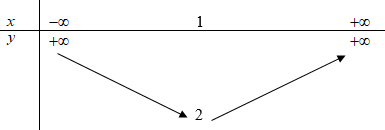 x −∞ 1 +∞
y +∞ +∞
2